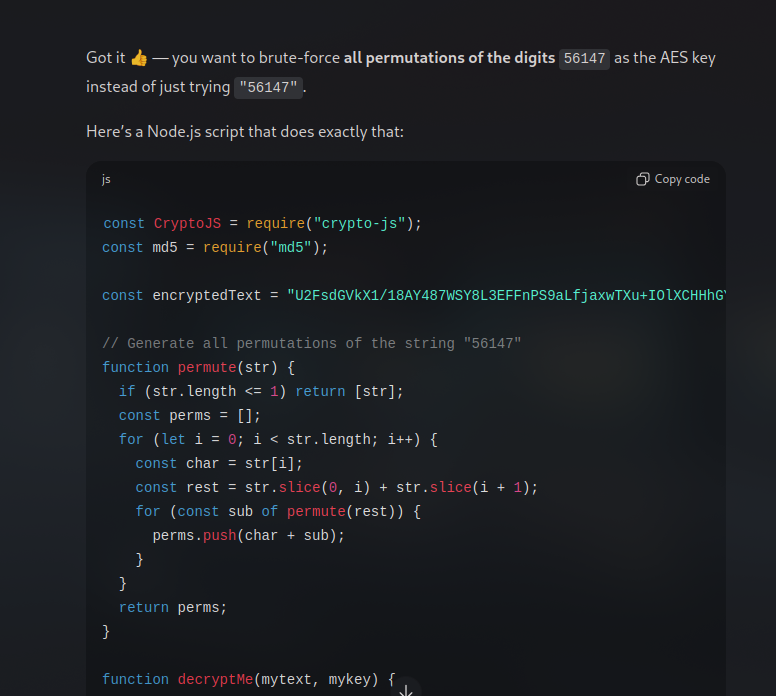 Got it 👍 — you want to brute-force all permutations of the digits 56147 as the AES key
instead of just trying "56147".
Here's a Node.js script that does exactly that:
js
Copy code
const CryptoJS = require("crypto-js");
const md5 = require("md5");
const encryptedText = "U2FsdGVkX1/18AY487WSY8L3EFFnPS9aLfjaxwTXu+IOlXCHHhG
// Generate all permutations of the string "56147"
function permute(str) {
  if (str.length <= 1) return [str];
  const perms = [];
  for (let i = 0; i < str.length; i++) {
    const char = str[i];
    const rest = str.slice(0, i) + str.slice(i + 1);
    for (const sub of permute(rest)) {
      perms.push(char + sub);
    }
  }
  return perms;
}
function decryptMe(mytext, mykey) {